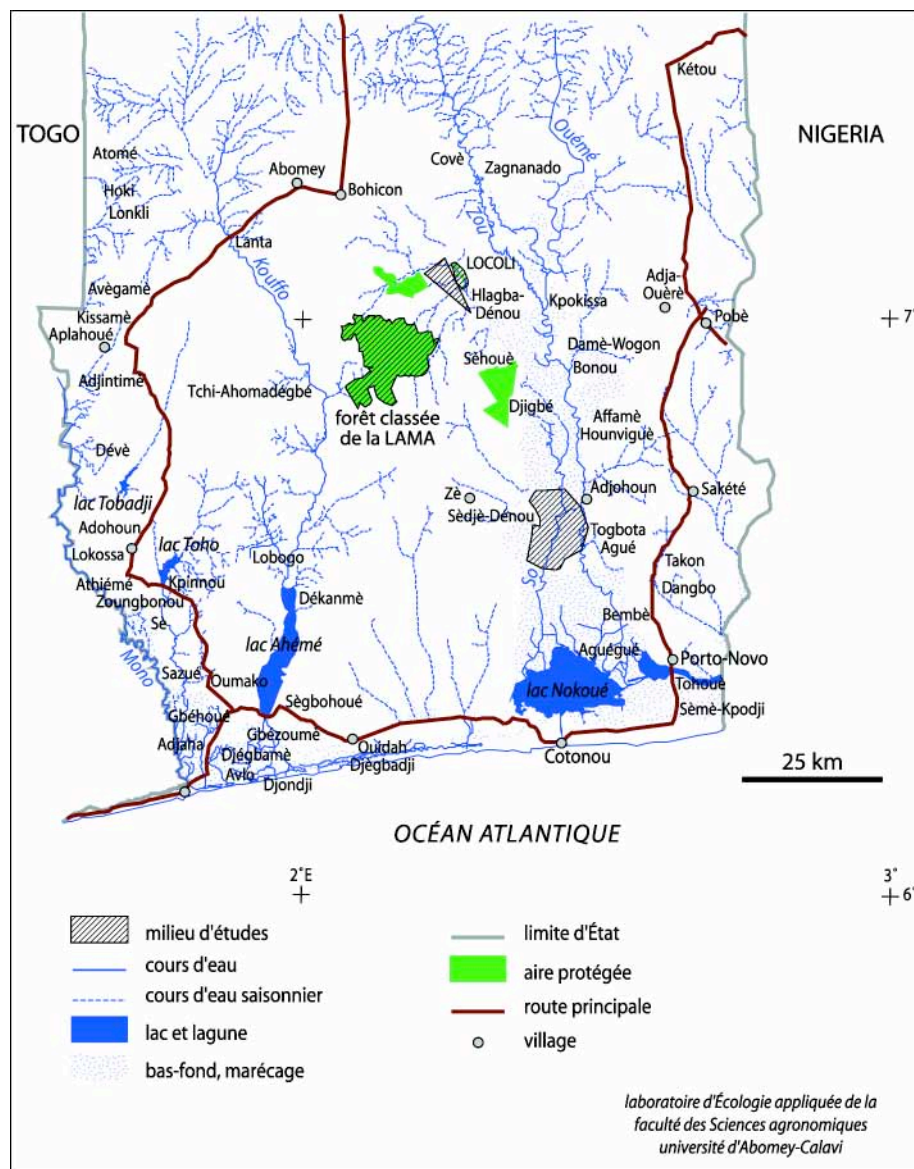 Kétou
TOGO
NIGERIA
Ouémé
Atomé
Covè
Zagnanado
Abomey
Hoki
Bohicon
Lonkli
Zou
Lanta
LOCOLI
Kouffo
Adja-
Ouèrè
Avègamè
Hlagba-
Dénou
Kpokissa
Kissamè
Pobè
7°
Aplahoué
Damè-Wogon
Sèhouè
Bonou
Adjintimè
Tchi-Ahomadégbé
Djigbé
Affamè
forêt classée
de la LAMA
Hounviguè
Dévè
Zè
Adjohoun
Sakété
lac Tobadji
Sèdjè-Dénou
Togbota
Adohoun
Agué
lac Toho
Lokossa
Lobogo
Takon
Athiémé
Kpinnou
Dangbo
Zoungbonou
Dékanmè
Sè
Bembè
lac Ahémé
Mono
Aguégué
Porto-Novo
Sazué
Oumako
lac Nokoué
Tohouè
Sègbohoué
Sèmè-Kpodji
Gbéhoué
Gbèzoumè
Adjaha
Ouidah
Cotonou
Djégbamè
Djègbadji
25 km
Avlo
Djondji
OCÉAN ATLANTIQUE
2°E
3°
6°
milieu d'études
cours d'eau
cours d'eau saisonnier
lac et lagune
bas-fond, marécage
limite d'État
aire protégée
route principale
village
laboratoire d'Écologie appliquée de la
faculté des Sciences agronomiques
université d'Abomey-Calavi